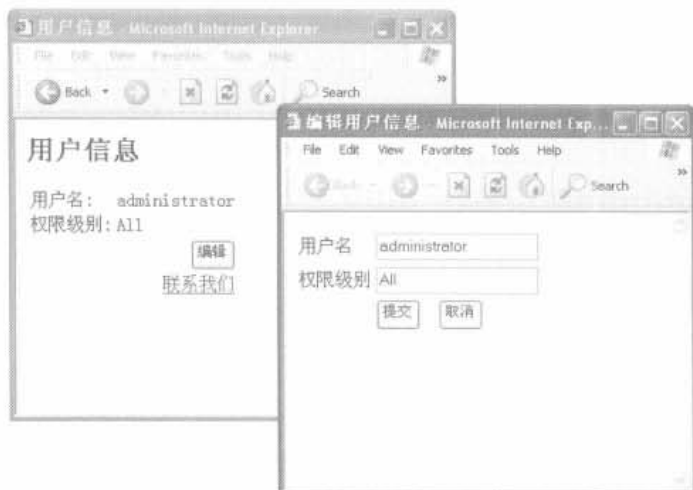 用户信息 - Microsoft Internet Explorer
File Edit View Favorites Tools Help
Back Search
用户信息
用户名: administrator
权限级别: All
编辑
联系我们
编辑用户信息 - Microsoft Internet Exp...
File Edit View Favorites Tools Help
Back Search
用户名 administrator
权限级别 All
提交 取消